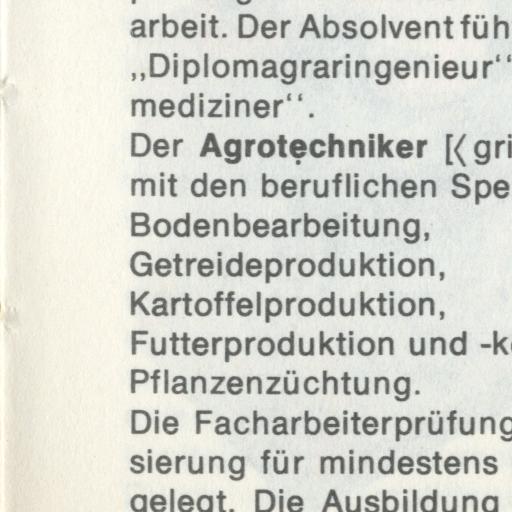 arbeit. Der Absolvent füh
„Diplomagraringenieur“
mediziner“.
Der Agrotechniker [⟨gri
mit den beruflichen Spe
Bodenbearbeitung,
Getreideproduktion,
Kartoffelproduktion,
Futterproduktion und -k
Pflanzenzüchtung.
Die Facharbeiterprüfung
sierung für mindestens
gelegt. Die Ausbildung